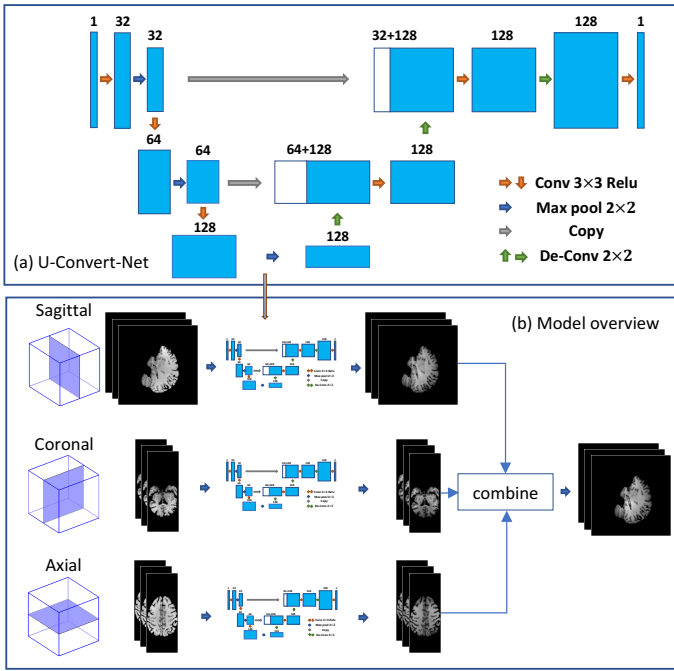 1 32 32 32+128 128 128 1
64 64 64+128 128
128 128
Conv 3×3 Relu
Max pool 2×2
Copy
De-Conv 2×2
(a) U-Convert-Net
Sagittal
(b) Model overview
Coronal
combine
Axial